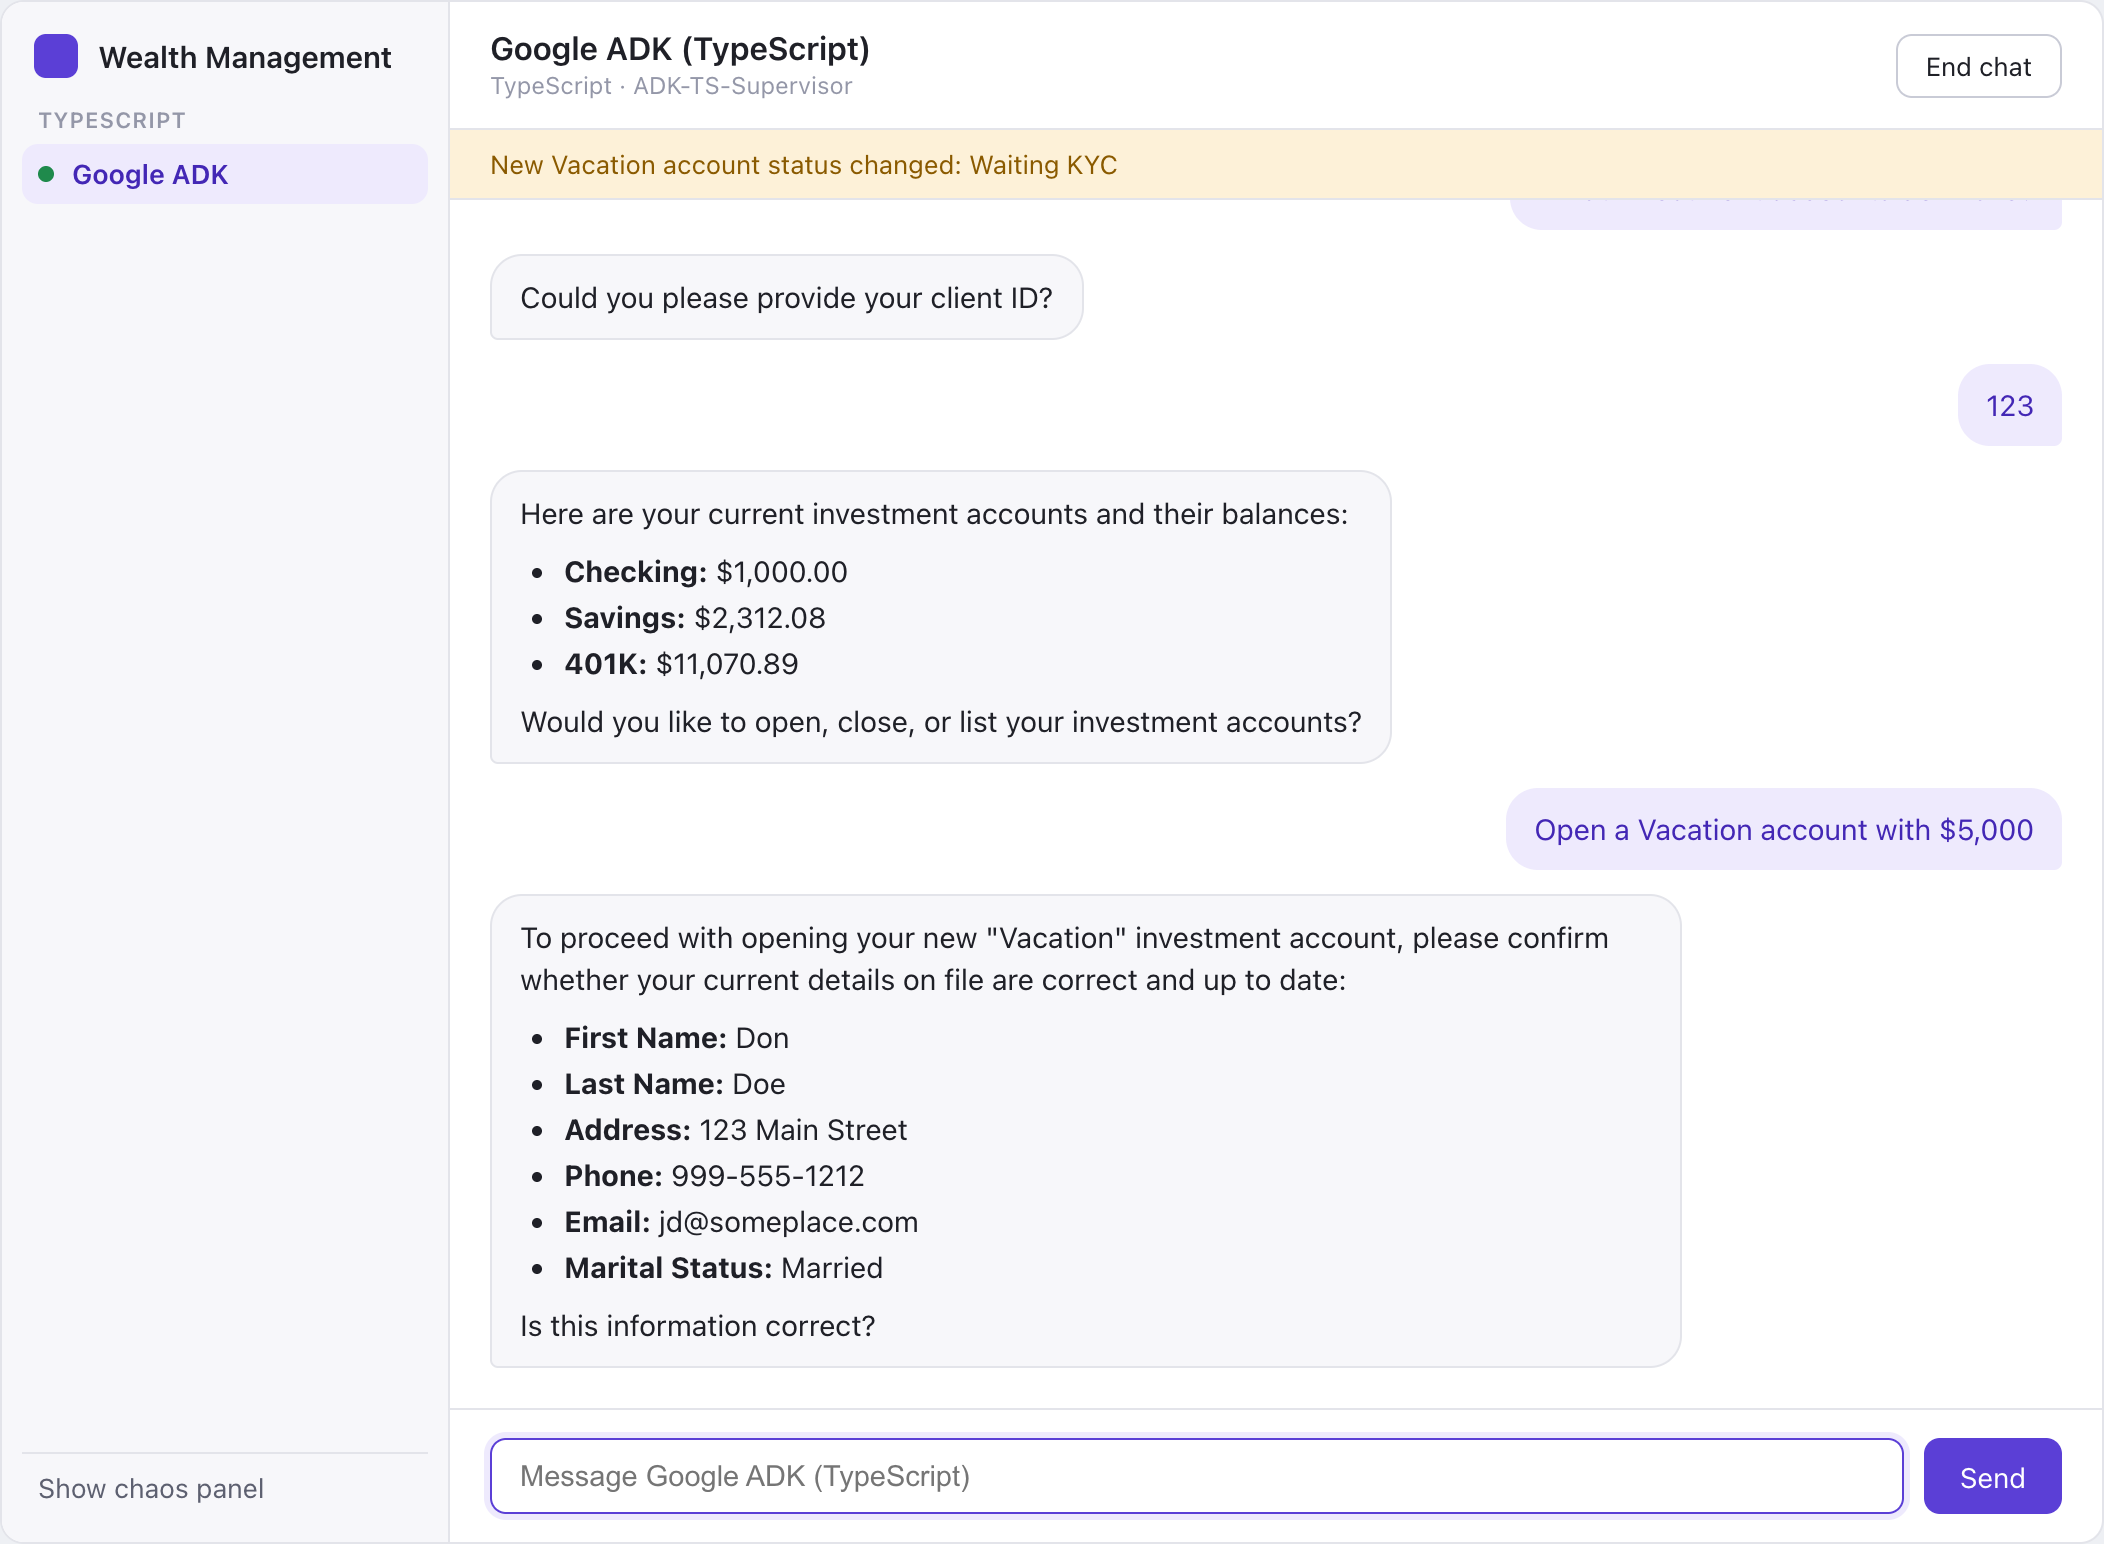 Wealth Management
TYPESCRIPT
Google ADK
Show chaos panel
Google ADK (TypeScript)
TypeScript · ADK-TS-Supervisor
End chat
New Vacation account status changed: Waiting KYC
Could you please provide your client ID?
123
Here are your current investment accounts and their balances:
• Checking: $1,000.00
• Savings: $2,312.08
• 401K: $11,070.89
Would you like to open, close, or list your investment accounts?
Open a Vacation account with $5,000
To proceed with opening your new "Vacation" investment account, please confirm
whether your current details on file are correct and up to date:
• First Name: Don
• Last Name: Doe
• Address: 123 Main Street
• Phone: 999-555-1212
• Email: jd@someplace.com
• Marital Status: Married
Is this information correct?
Message Google ADK (TypeScript)
Send